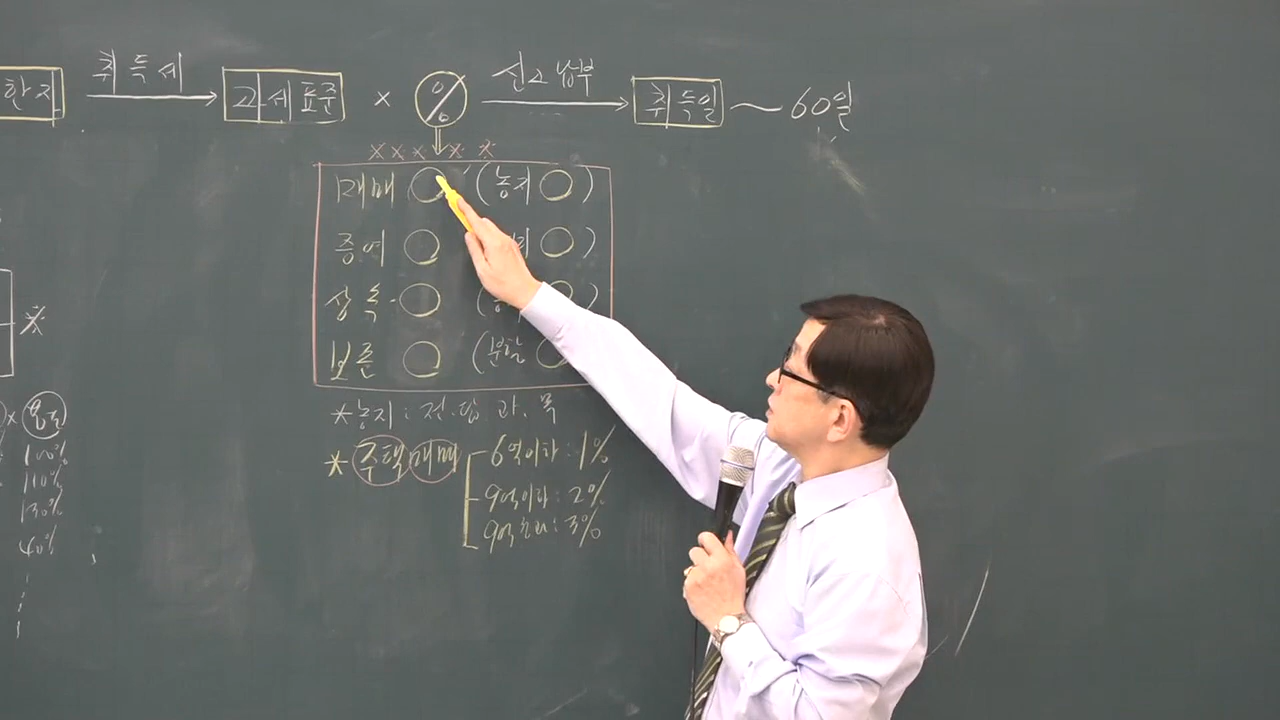 취득세 신고납부
과세표준 × % 취득일 ~ 60일
매매 ○ (농지 ○)
증여 ○ ( ○)
상속 ○ ( ○)
보존 ○ (분할 ○
*농지: 전.답 과.목
* 주택 매매 6억이하: 1%
9억이하: 2%
9억초과: 3%
100%
110%
130%
40%